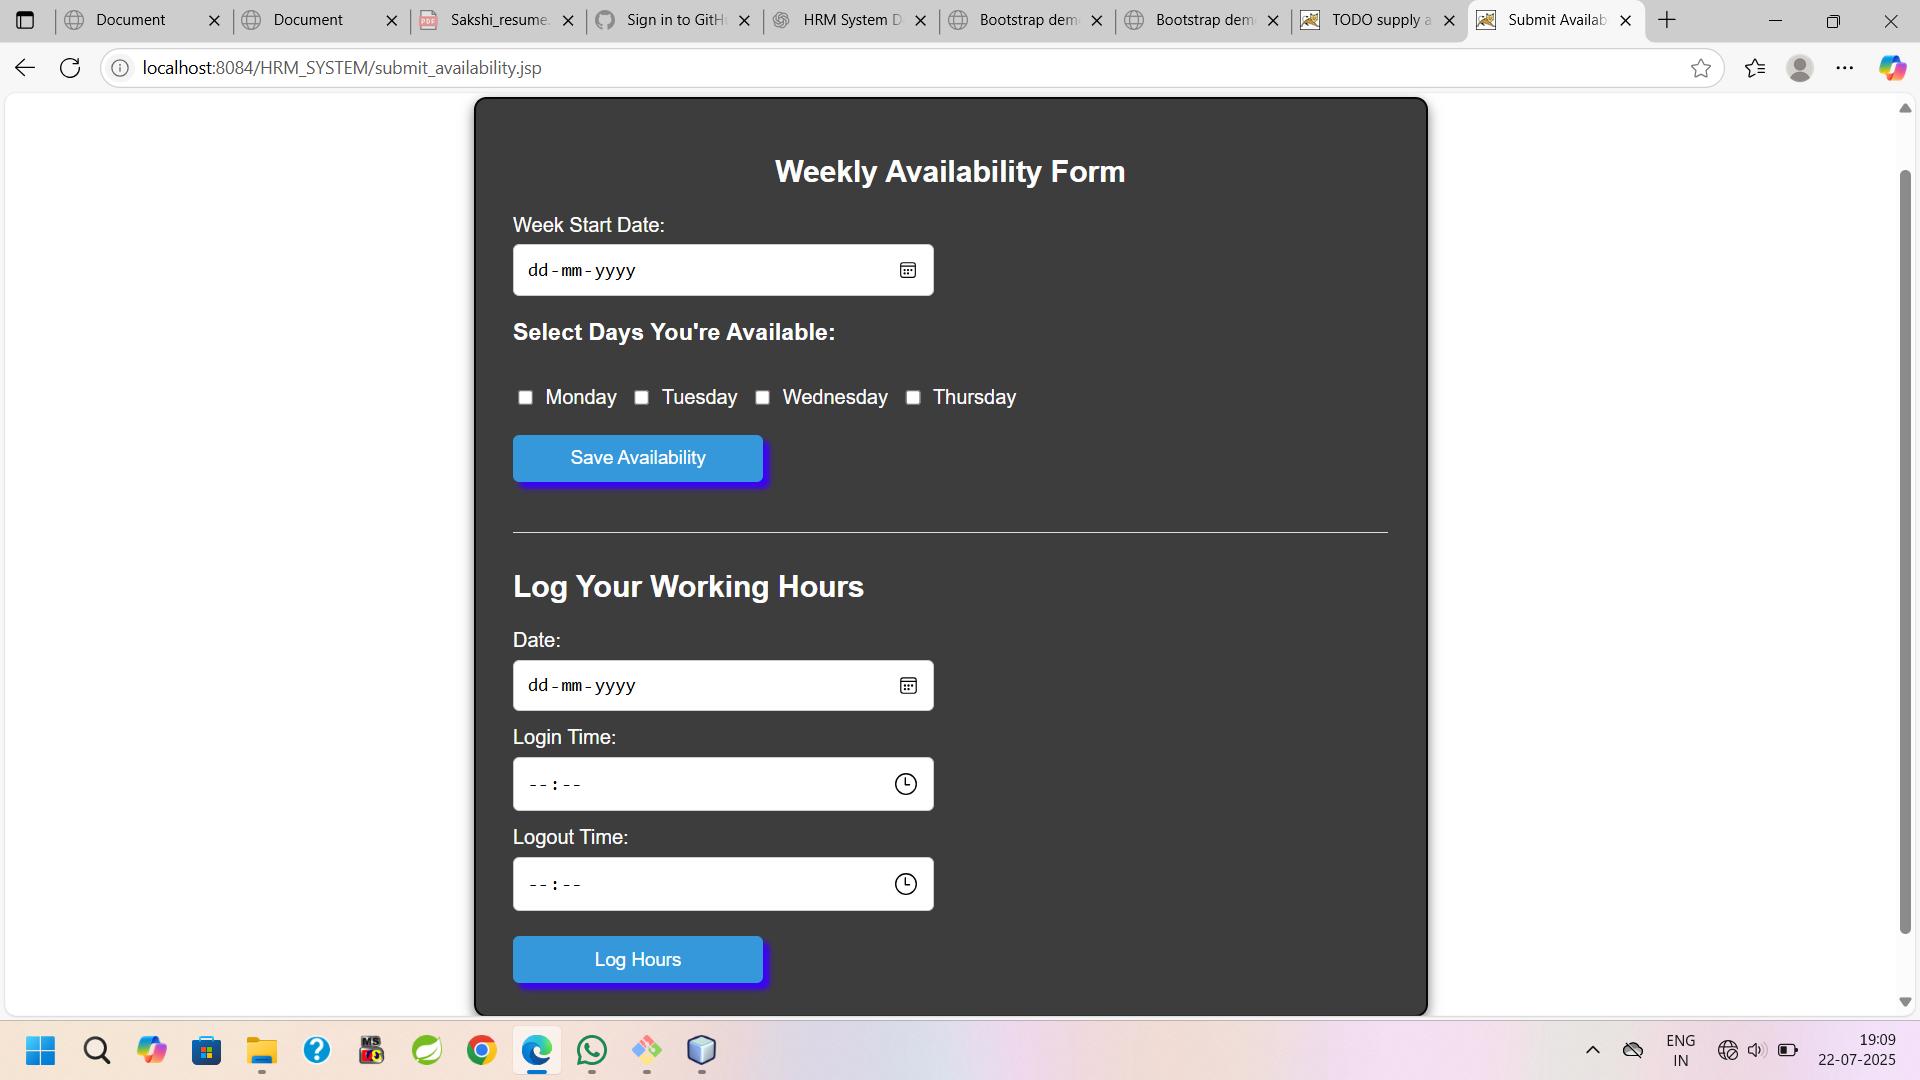 Document
Document
Sakshi_resume.
Sign in to GitH
HRM System D
Bootstrap dem
Bootstrap dem
TODO supply a
Submit Availab
localhost:8084/HRM_SYSTEM/submit_availability.jsp
Weekly Availability Form
Week Start Date:
dd-mm-yyyy
Select Days You're Available:
Monday Tuesday Wednesday Thursday
Save Availability
Log Your Working Hours
Date:
dd-mm-yyyy
Login Time:
--:--
Logout Time:
--:--
Log Hours
ENG
IN
19:09
22-07-2025